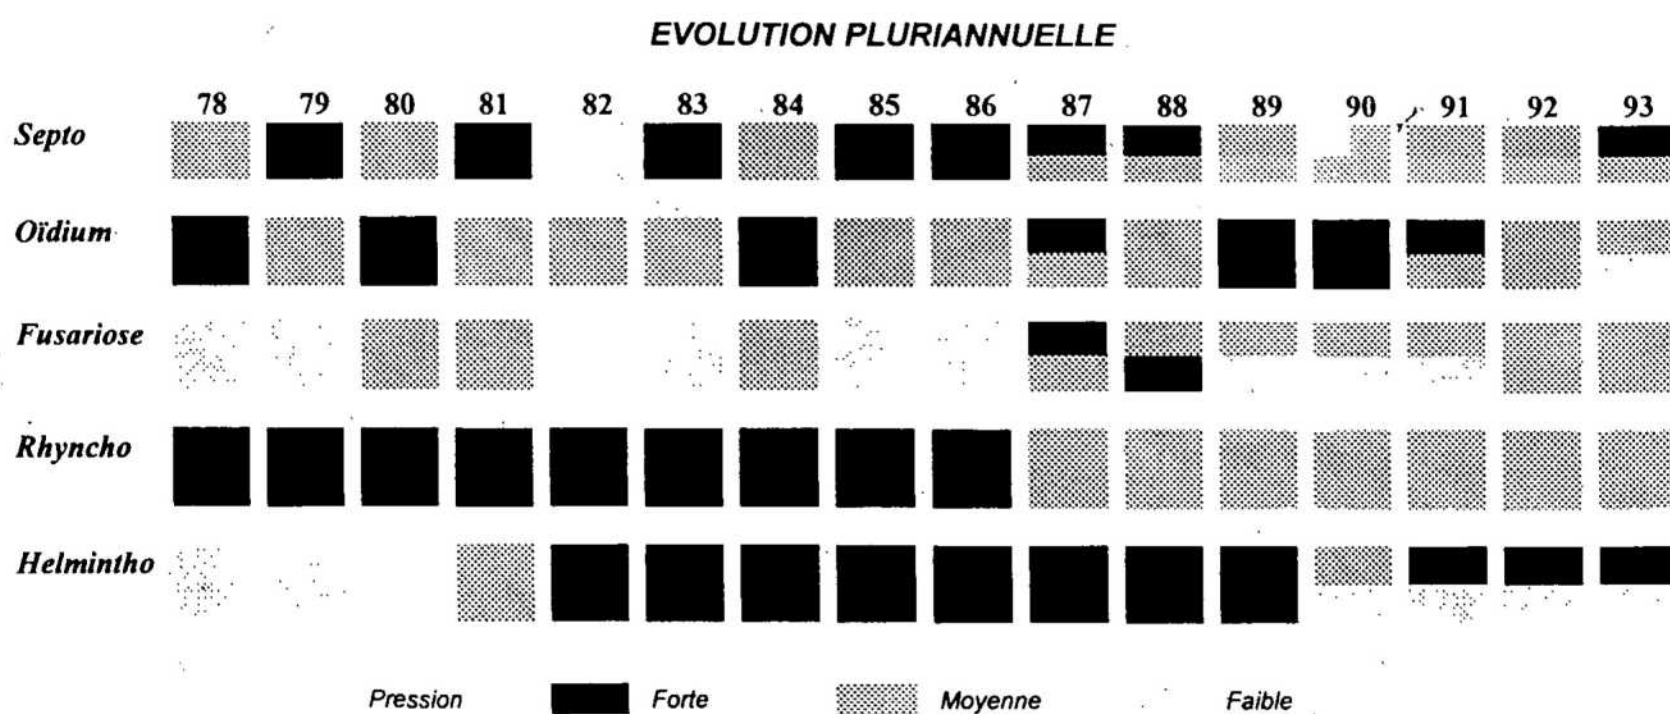 EVOLUTION PLURIANNUELLE
78 79 80 81 82 83 84 85 86 87 88 89 90 91 92 93
Septo
Oïdium
Fusariose
Rhyncho
Helmintho
Pression Forte Moyenne Faible